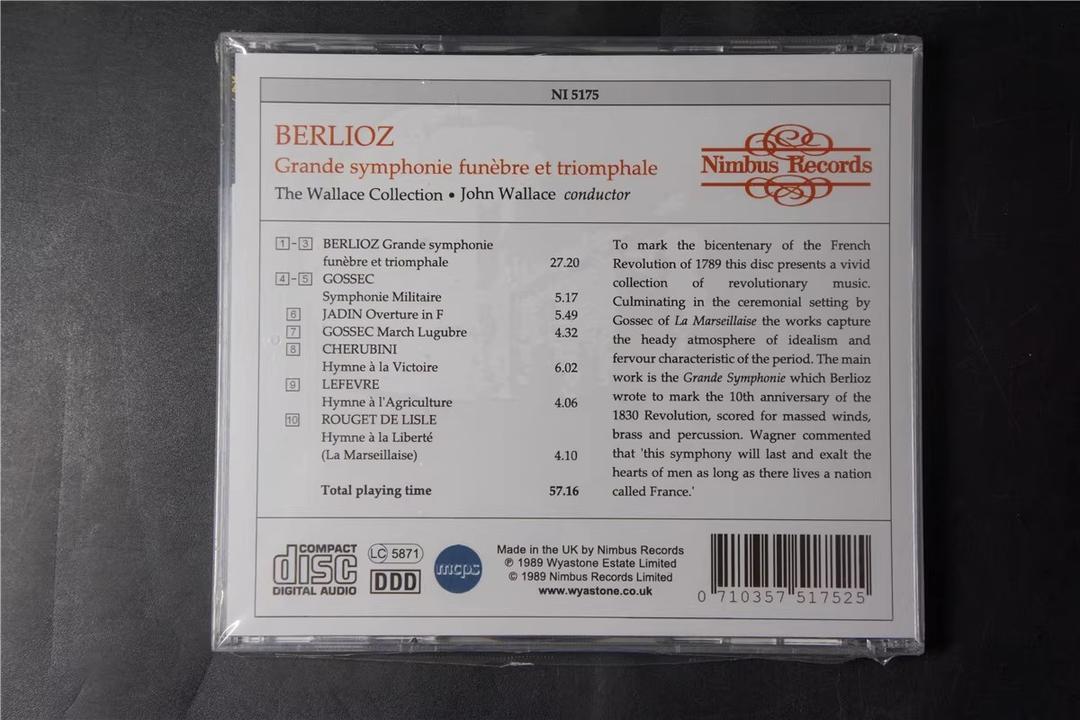 NI 5175
BERLIOZ
Grande symphonie funèbre et triomphale
The Wallace Collection • John Wallace conductor
Nimbus Records
1-3 BERLIOZ Grande symphonie
funèbre et triomphale 27.20
4-5 GOSSEC
Symphonie Militaire 5.17
6 JADIN Overture in F 5.49
7 GOSSEC March Lugubre 4.32
8 CHERUBINI
Hymne à la Victoire 6.02
9 LEFEVRE
Hymne à l'Agriculture 4.06
10 ROUGET DE LISLE
Hymne à la Liberté
(La Marseillaise) 4.10
Total playing time 57.16
To mark the bicentenary of the French
Revolution of 1789 this disc presents a vivid
collection of revolutionary music.
Culminating in the ceremonial setting by
Gossec of La Marseillaise the works capture
the heady atmosphere of idealism and
fervour characteristic of the period. The main
work is the Grande Symphonie which Berlioz
wrote to mark the 10th anniversary of the
1830 Revolution, scored for massed winds,
brass and percussion. Wagner commented
that 'this symphony will last and exalt the
hearts of men as long as there lives a nation
called France.'
COMPACT
disc
DIGITAL AUDIO
LC 5871
DDD
mcps
Made in the UK by Nimbus Records
℗ 1989 Wyastone Estate Limited
© 1989 Nimbus Records Limited
www.wyastone.co.uk
0 710357 517525